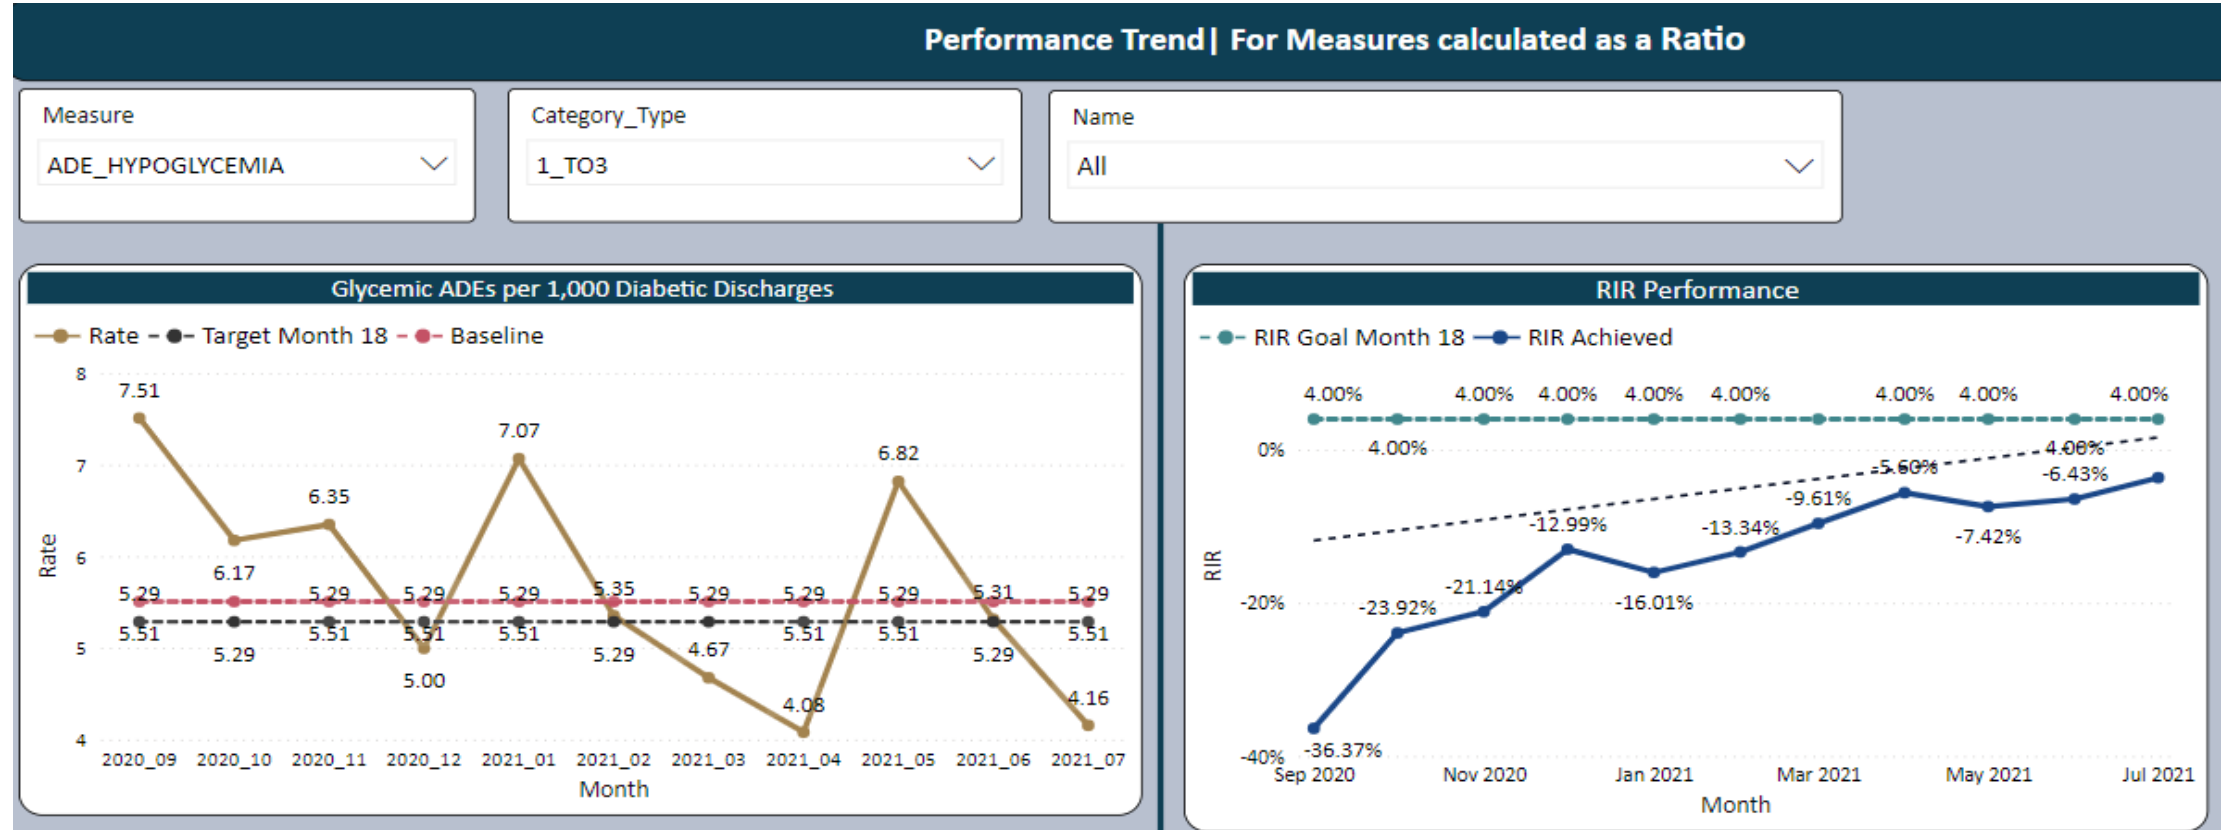 Performance Trend| For Measures calculated as a Ratio
Measure
ADE_HYPOGLYCEMIA
Category_Type
1_TO3
Name
All
Glycemic ADEs per 1,000 Diabetic Discharges
Rate Target Month 18 Baseline
8
7.51
7.07
7
6.82
6.35
6
6.17
5.29 5.29 5.29 5.29 5.35 5.29 5.29 5.29 5.31 5.29
5.51 5.51 5.51 5.51 5.51 5.51 5.51
5.29 5.29 4.67 5.29
5
5.00
4.08 4.16
4
Rate
2020_09 2020_10 2020_11 2020_12 2021_01 2021_02 2021_03 2021_04 2021_05 2021_06 2021_07
Month
RIR Performance
RIR Goal Month 18 RIR Achieved
4.00% 4.00% 4.00% 4.00% 4.00% 4.00% 4.00% 4.00%
0% 4.00% 4.00%
-5.60% -6.43%
-9.61%
-12.99% -13.34% -7.42%
-21.14%
-20% -23.92% -16.01%
-36.37%
-40%
RIR
Sep 2020 Nov 2020 Jan 2021 Mar 2021 May 2021 Jul 2021
Month